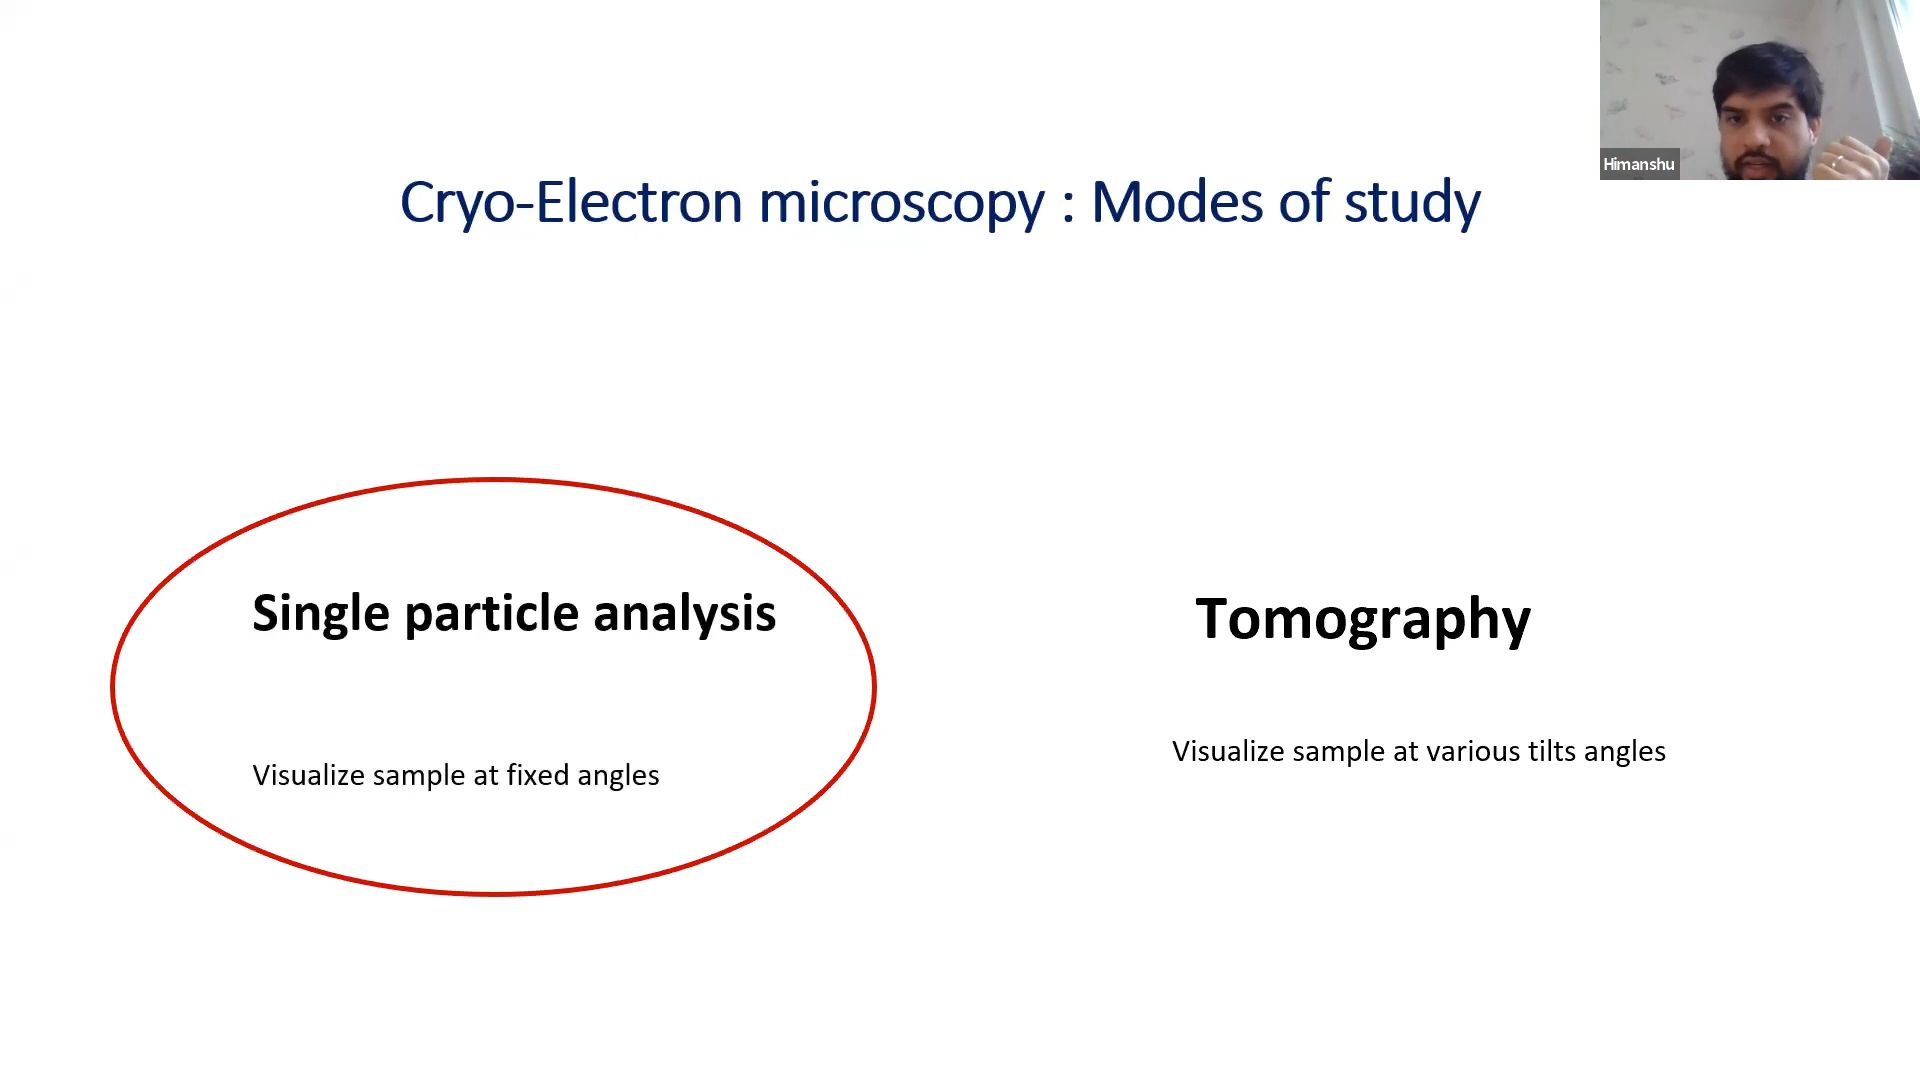 Himanshu
Cryo-Electron microscopy : Modes of study
Single particle analysis
Visualize sample at fixed angles
Tomography
Visualize sample at various tilts angles